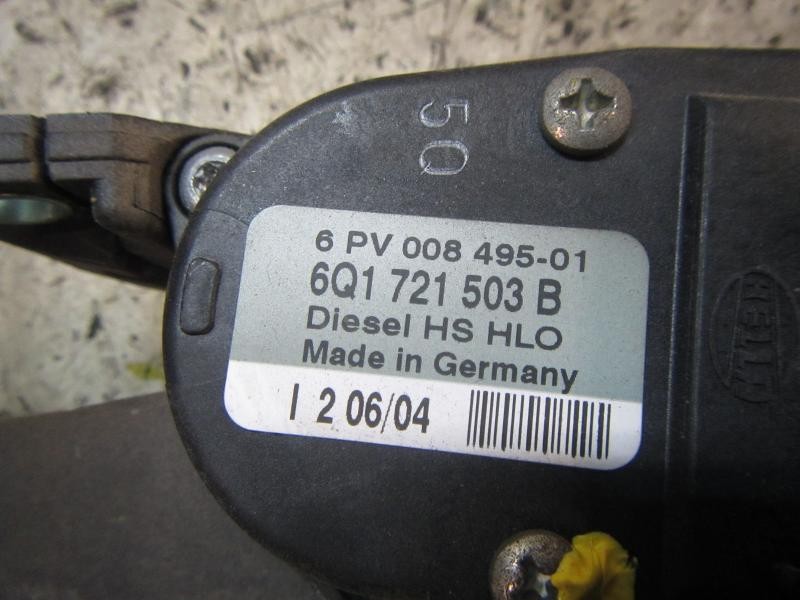 50
6 PV 008 495-01
6Q1 721 503 B
Diesel HS HLO
Made in Germany
I 2 06/04
HELLA